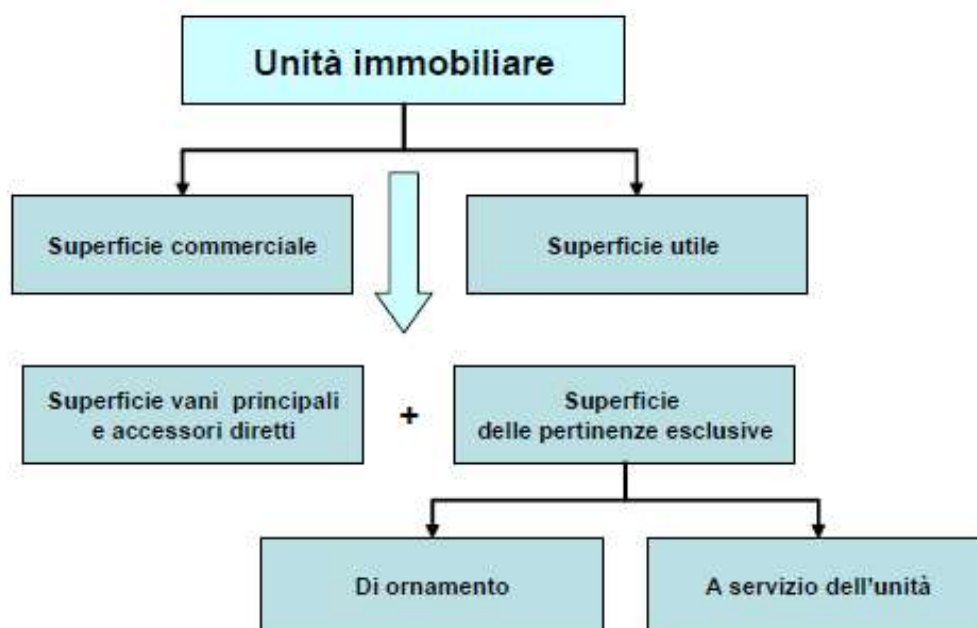 Unità immobiliare
Superficie commerciale
Superficie utile
Superficie vani principali
e accessori diretti
+
Superficie
delle pertinenze esclusive
Di ornamento
A servizio dell'unità